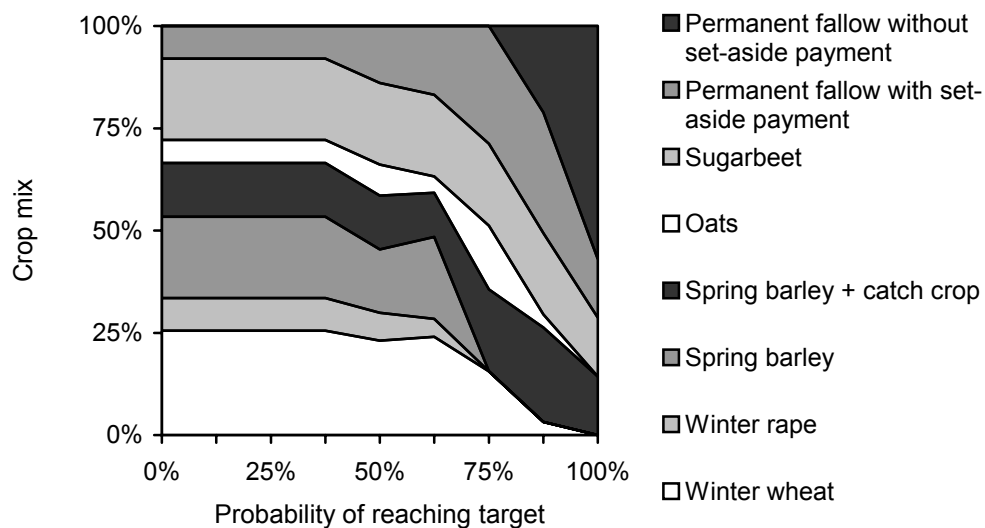 100%
75%
50%
25%
0%
Crop mix
0% 25% 50% 75% 100%
Probability of reaching target
Permanent fallow without
set-aside payment
Permanent fallow with set-
aside payment
Sugarbeet
Oats
Spring barley + catch crop
Spring barley
Winter rape
Winter wheat